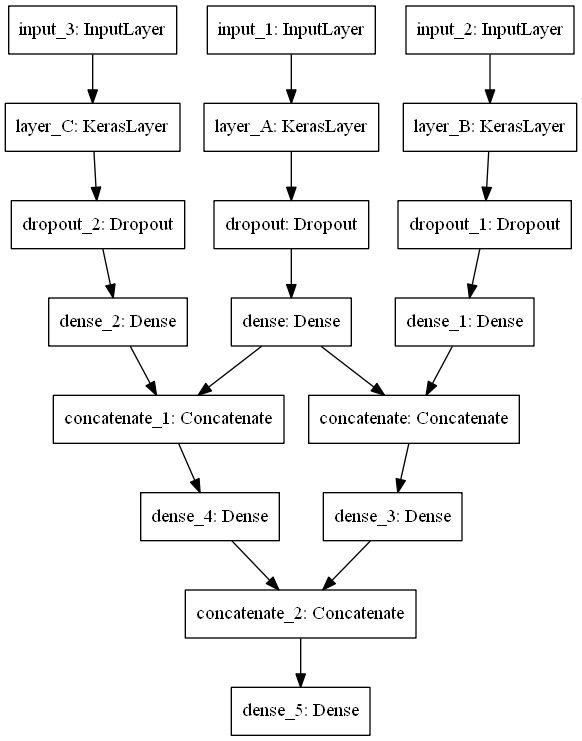 input_3: InputLayer
input_1: InputLayer
input_2: InputLayer
layer_C: KerasLayer
layer_A: KerasLayer
layer_B: KerasLayer
dropout_2: Dropout
dropout: Dropout
dropout_1: Dropout
dense_2: Dense
dense: Dense
dense_1: Dense
concatenate_1: Concatenate
concatenate: Concatenate
dense_4: Dense
dense_3: Dense
concatenate_2: Concatenate
dense_5: Dense